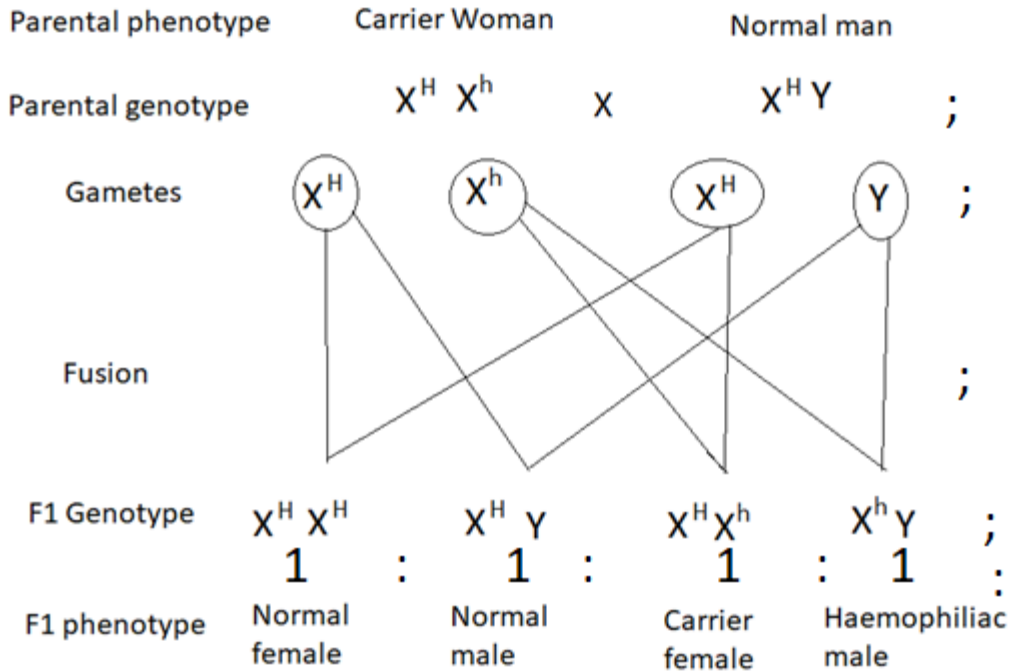 Parental phenotype Carrier Woman Normal man
Parental genotype X^H X^h X X^H Y ;
Gametes X^H X^h X^H Y ;
Fusion ;
F1 Genotype X^H X^H X^H Y X^H X^h X^h Y ;
1 : 1 : 1 : 1 :
F1 phenotype Normal female Normal male Carrier female Haemophiliac male